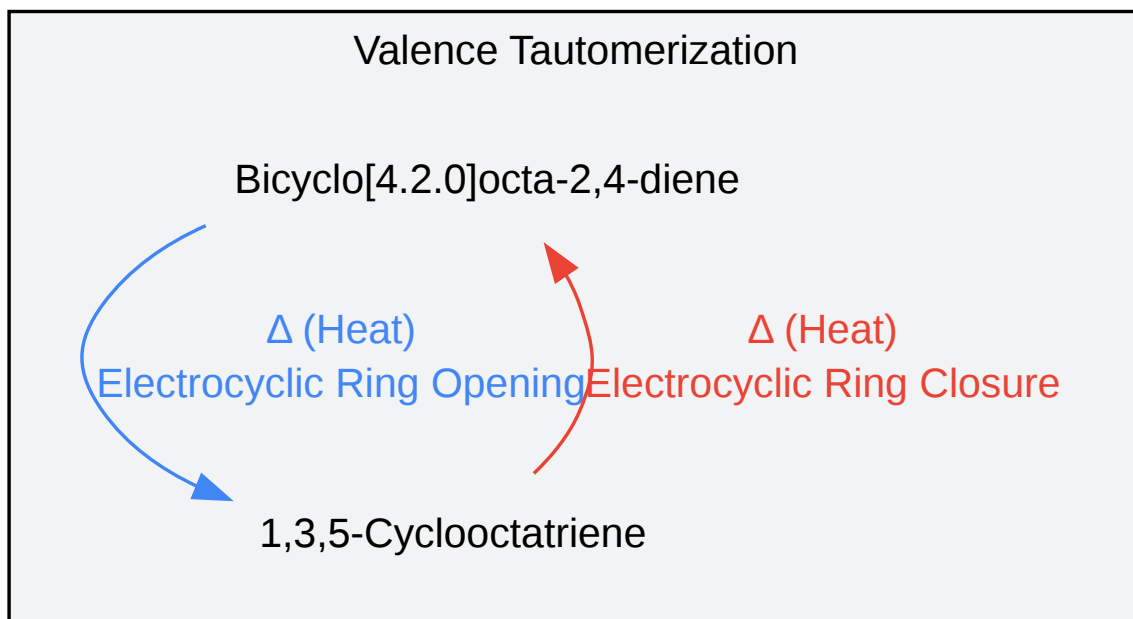 Valence Tautomerization
Bicyclo[4.2.0]octa-2,4-diene
Δ (Heat)
Electrocyclic Ring Opening
Δ (Heat)
Electrocyclic Ring Closure
1,3,5-Cyclooctatriene